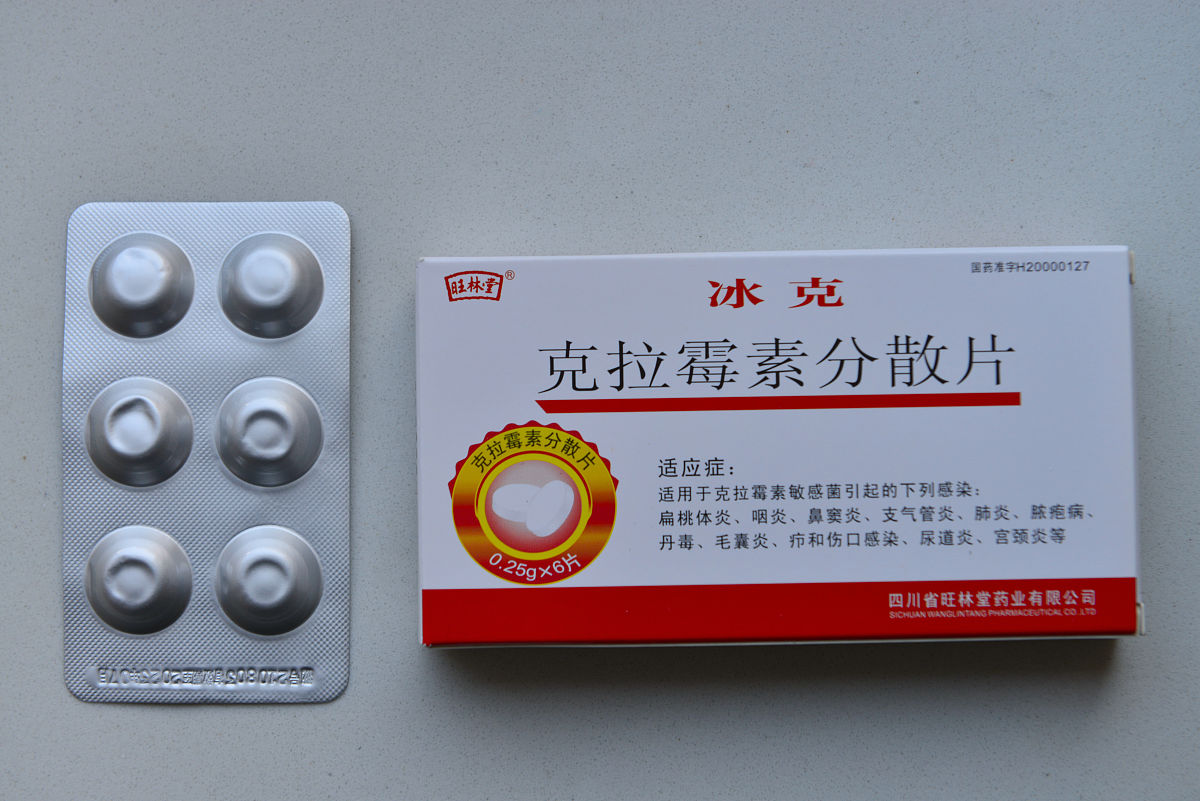 旺林堂®
国药准字H20000127
冰克
克拉霉素分散片
克拉霉素分散片
0.25g×6片
适应症：
适用于克拉霉素敏感菌引起的下列感染：
扁桃体炎、咽炎、鼻窦炎、支气管炎、肺炎、脓疱病、
丹毒、毛囊炎、疖和伤口感染、尿道炎、宫颈炎等
四川省旺林堂药业有限公司
SICHUAN WANGLINTANG PHARMACEUTICAL CO.,LTD